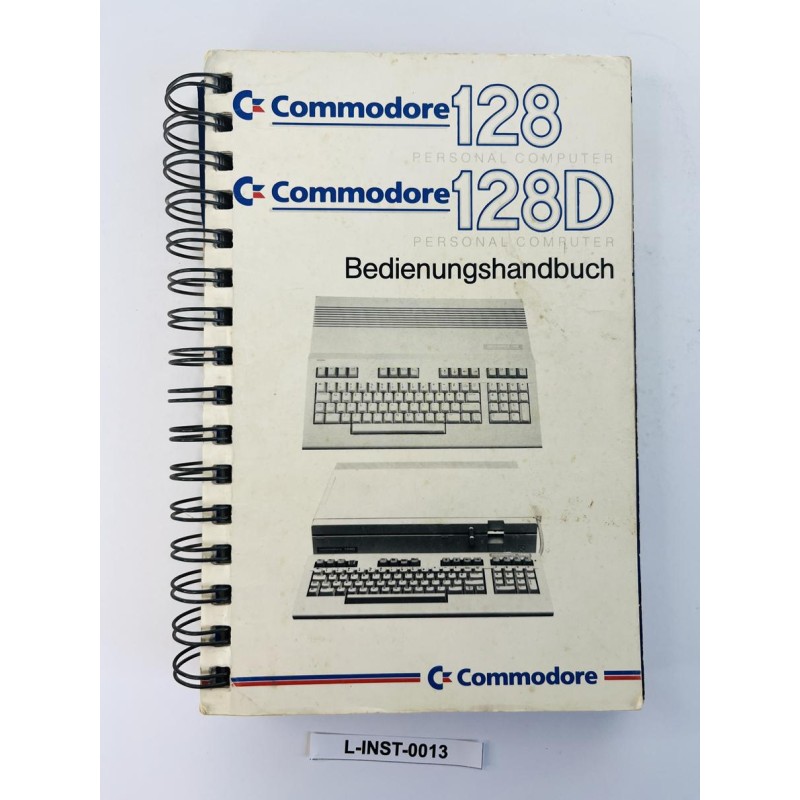 Commodore 128
PERSONAL COMPUTER
Commodore 128D
PERSONAL COMPUTER
Bedienungshandbuch
Commodore
L-INST-0013